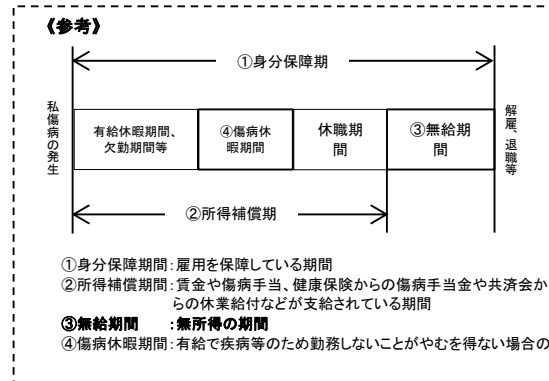 《参考》
①身分保障期
私傷病の発生
有給休暇期間、
欠勤期間等
④傷病休
暇期間
休職期
間
③無給期
間
解雇、退職等
②所得補償期
①身分保障期間：雇用を保障している期間
②所得補償期間：賃金や傷病手当、健康保険からの傷病手当金や共済会か
らの休業給付などが支給されている期間
③無給期間　：無所得の期間
④傷病休暇期間：有給で疾病等のため勤務しないことがやむを得ない場合の